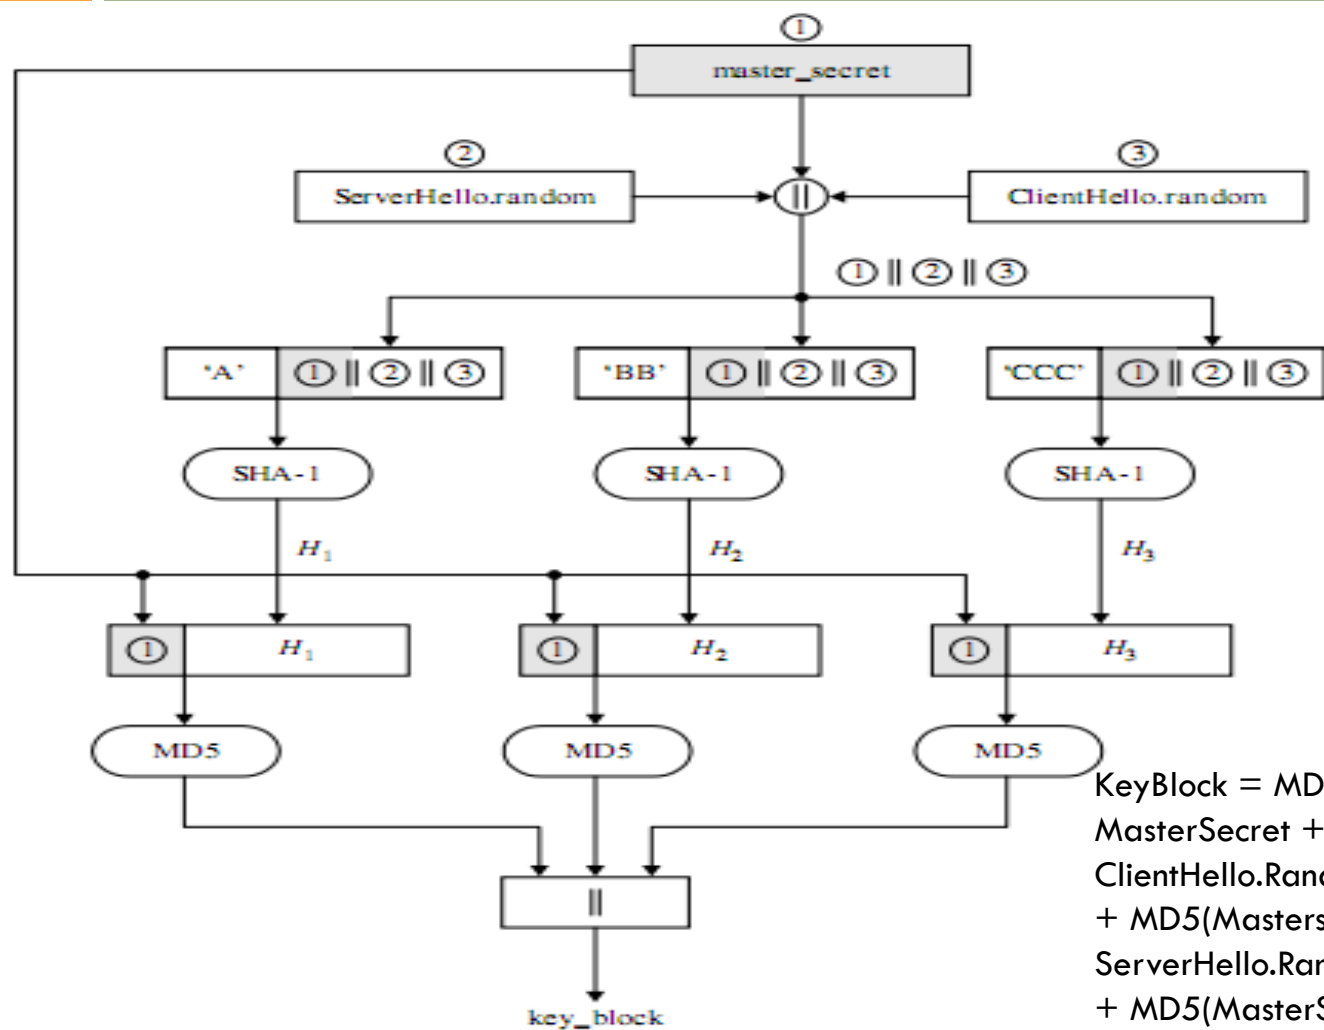 ①
master_secret
② ③
ServerHello.random || ClientHello.random
① || ② || ③
‘A’ ① || ② || ③ ‘BB’ ① || ② || ③ ‘CCC’ ① || ② || ③
SHA-1 SHA-1 SHA-1
H₁ H₂ H₃
① H₁ ① H₂ ① H₃
MD5 MD5 MD5
KeyBlock = MD
MasterSecret +
ClientHello.Rand
||
+ MD5(Masters
ServerHello.Ran
+ MD5(MasterS
key_block